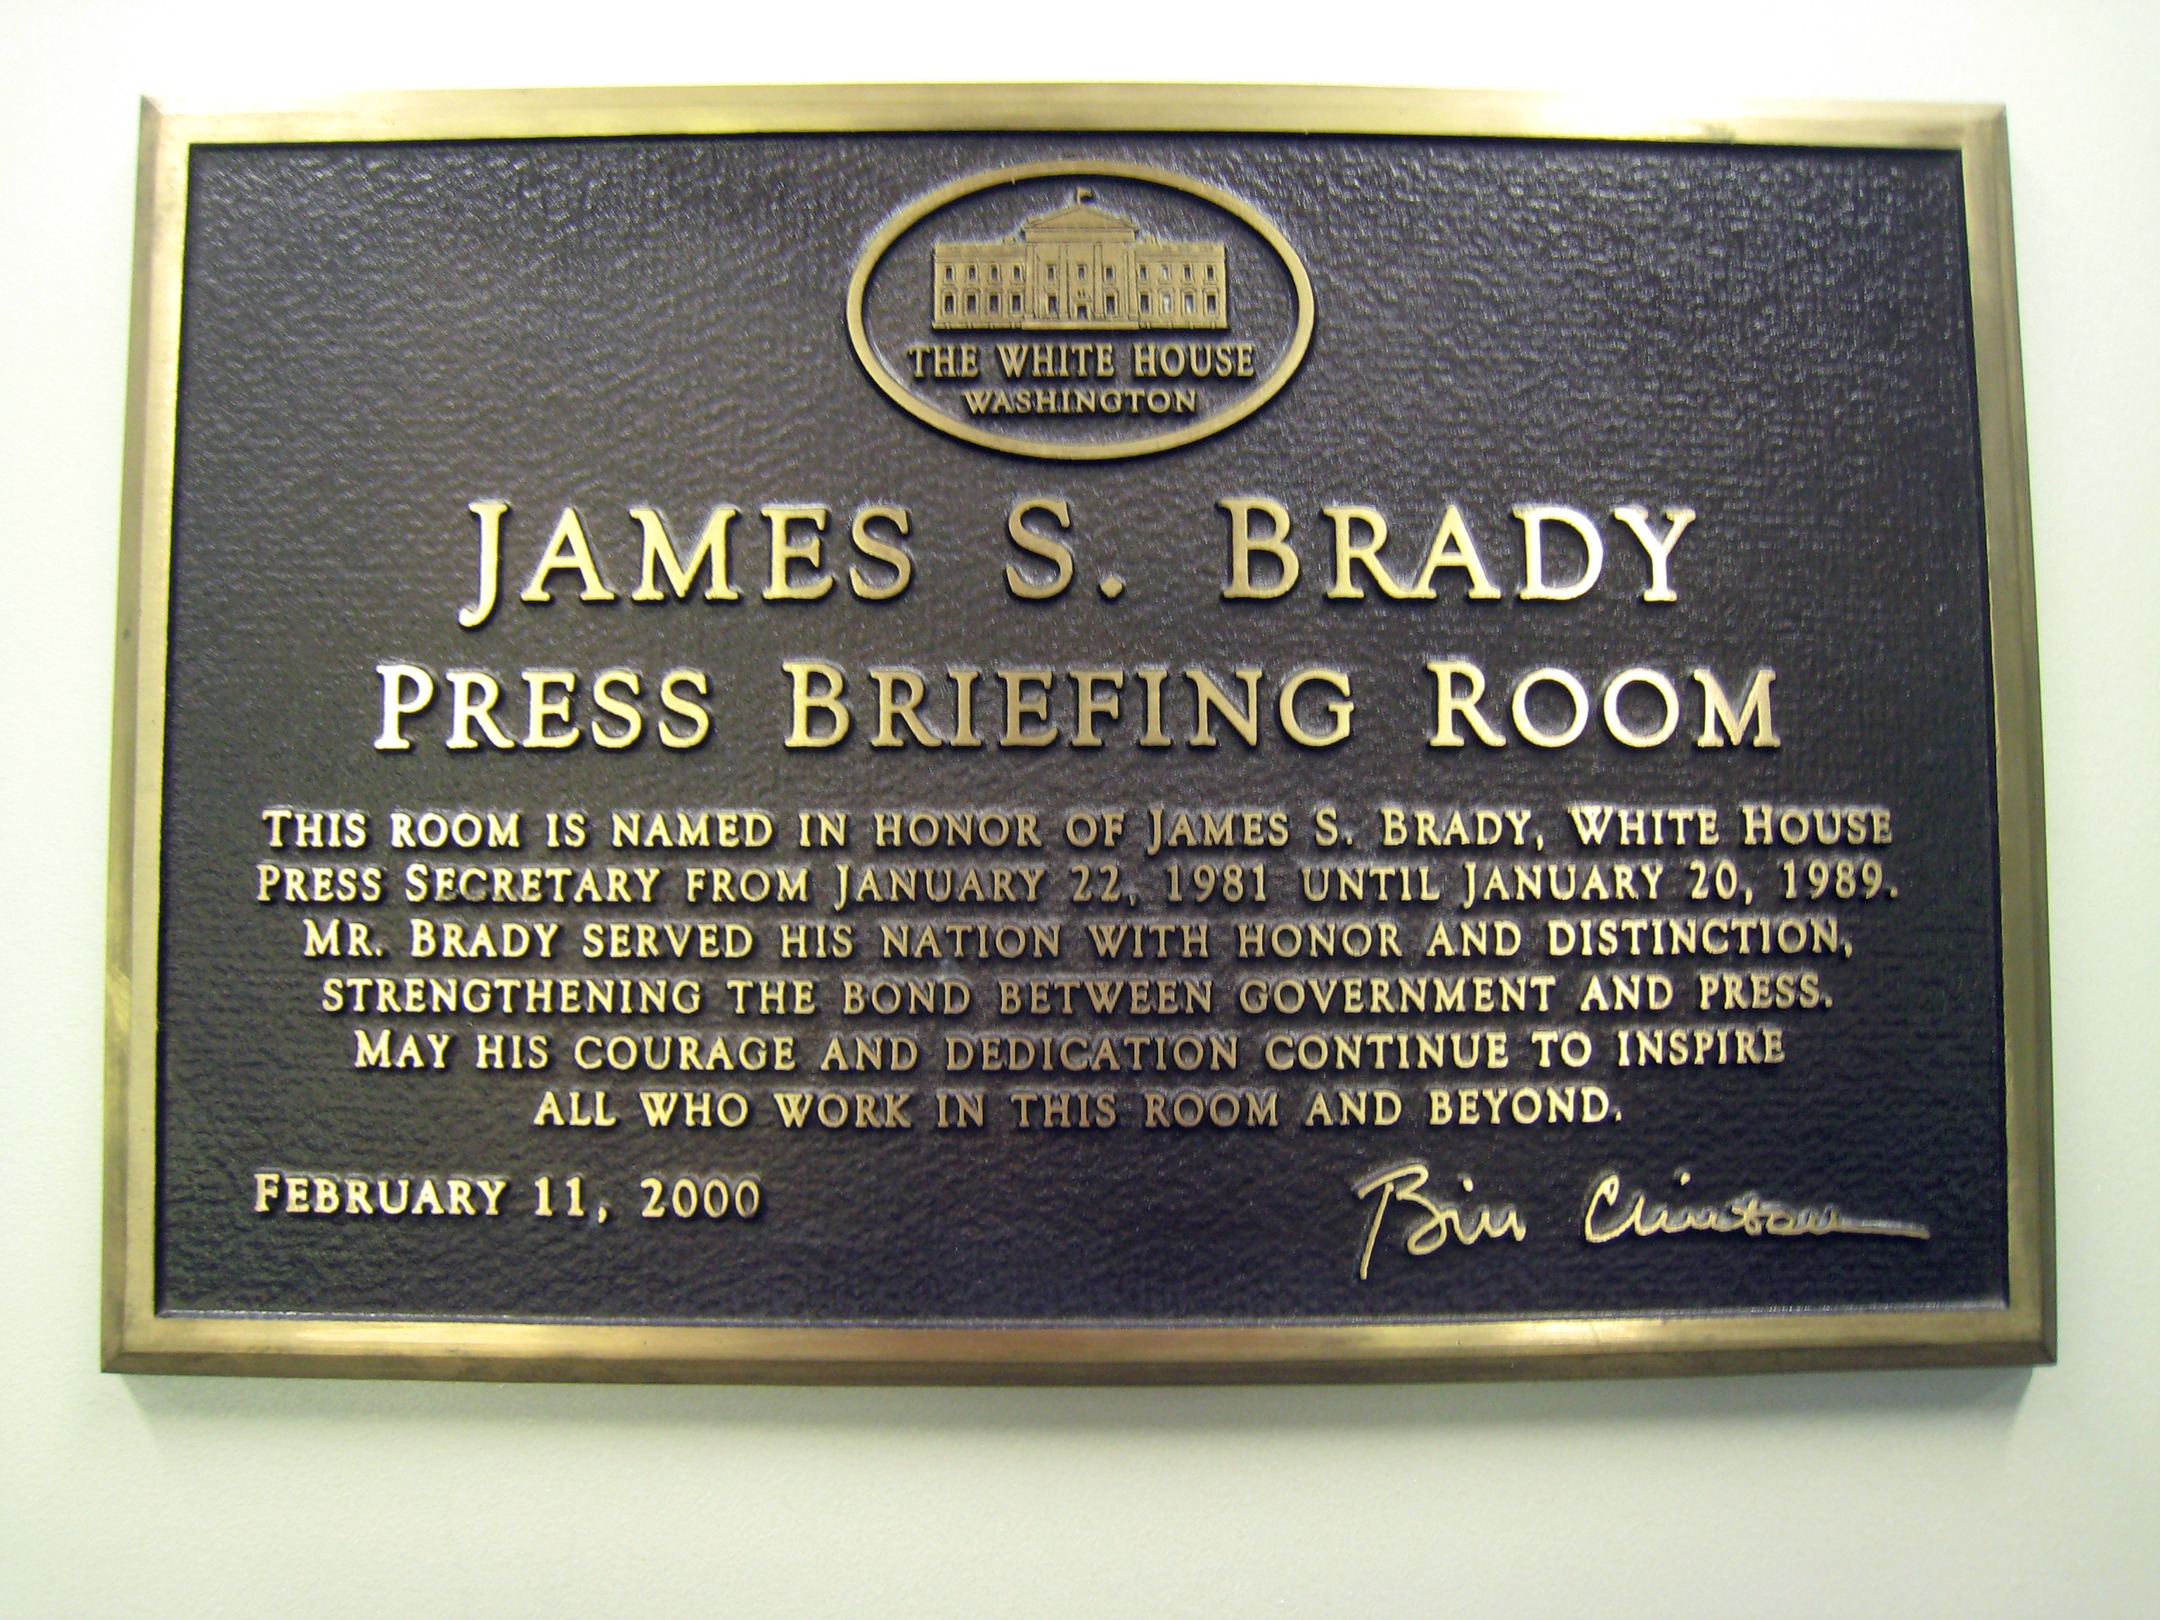 THE WHITE HOUSE
WASHINGTON
JAMES S. BRADY
PRESS BRIEFING ROOM
THIS ROOM IS NAMED IN HONOR OF JAMES S. BRADY, WHITE HOUSE
PRESS SECRETARY FROM JANUARY 22, 1981 UNTIL JANUARY 20, 1989.
MR. BRADY SERVED HIS NATION WITH HONOR AND DISTINCTION,
STRENGTHENING THE BOND BETWEEN GOVERNMENT AND PRESS.
MAY HIS COURAGE AND DEDICATION CONTINUE TO INSPIRE
ALL WHO WORK IN THIS ROOM AND BEYOND.
FEBRUARY 11, 2000
Bill Clinton